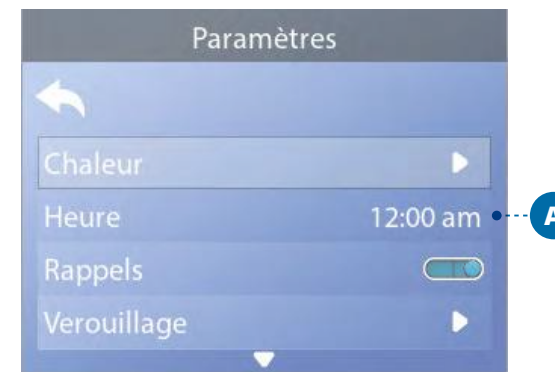 Paramètres
Chaleur
Heure 12:00 am
A
Rappels
Verouillage